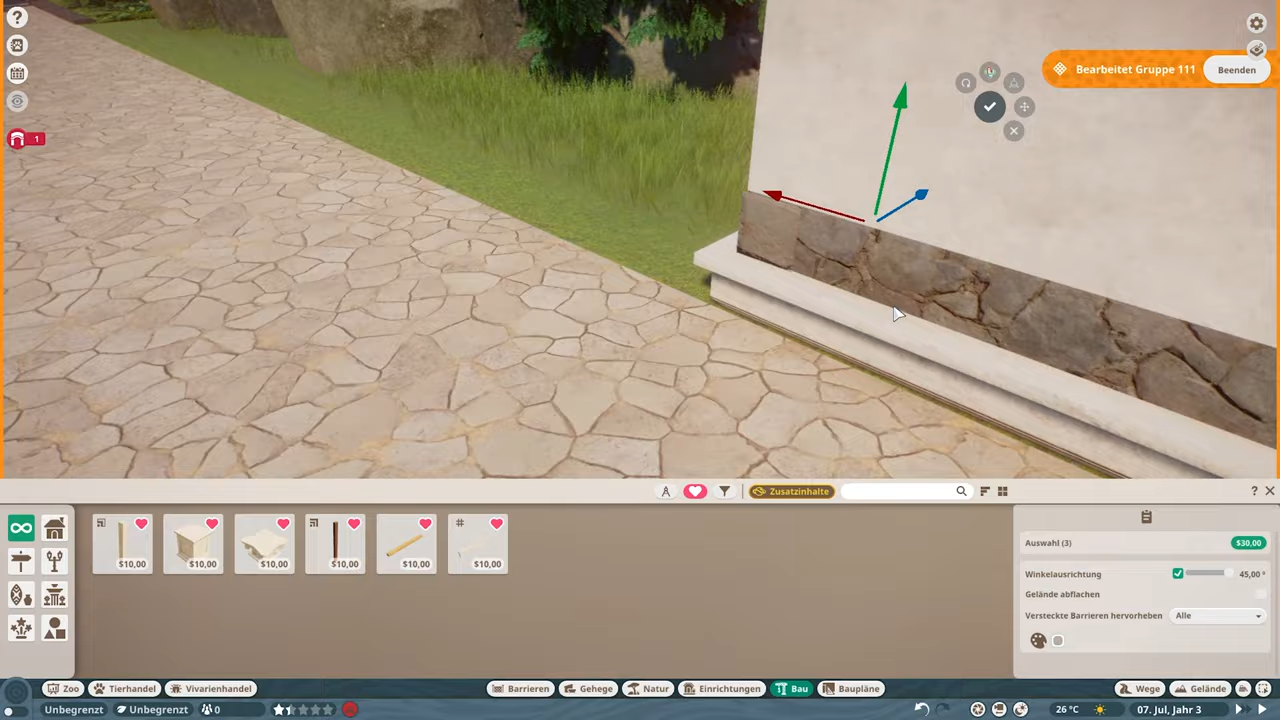 ?
Bearbeitet Gruppe 111
Beenden
1
Zusatzinhalte
? ×
$10,00 $10,00 $10,00 $10,00 $10,00 $10,00
Auswahl (3) $30,00
Winkelausrichtung 45,00 °
Gelände abflachen
Versteckte Barrieren hervorheben Alle
Zoo Tierhandel Vivarienhandel Barrieren Gehege Natur Einrichtungen Bau Baupläne Wege Gelände
Unbegrenzt Unbegrenzt 0 26 °C 07. Jul, Jahr 3